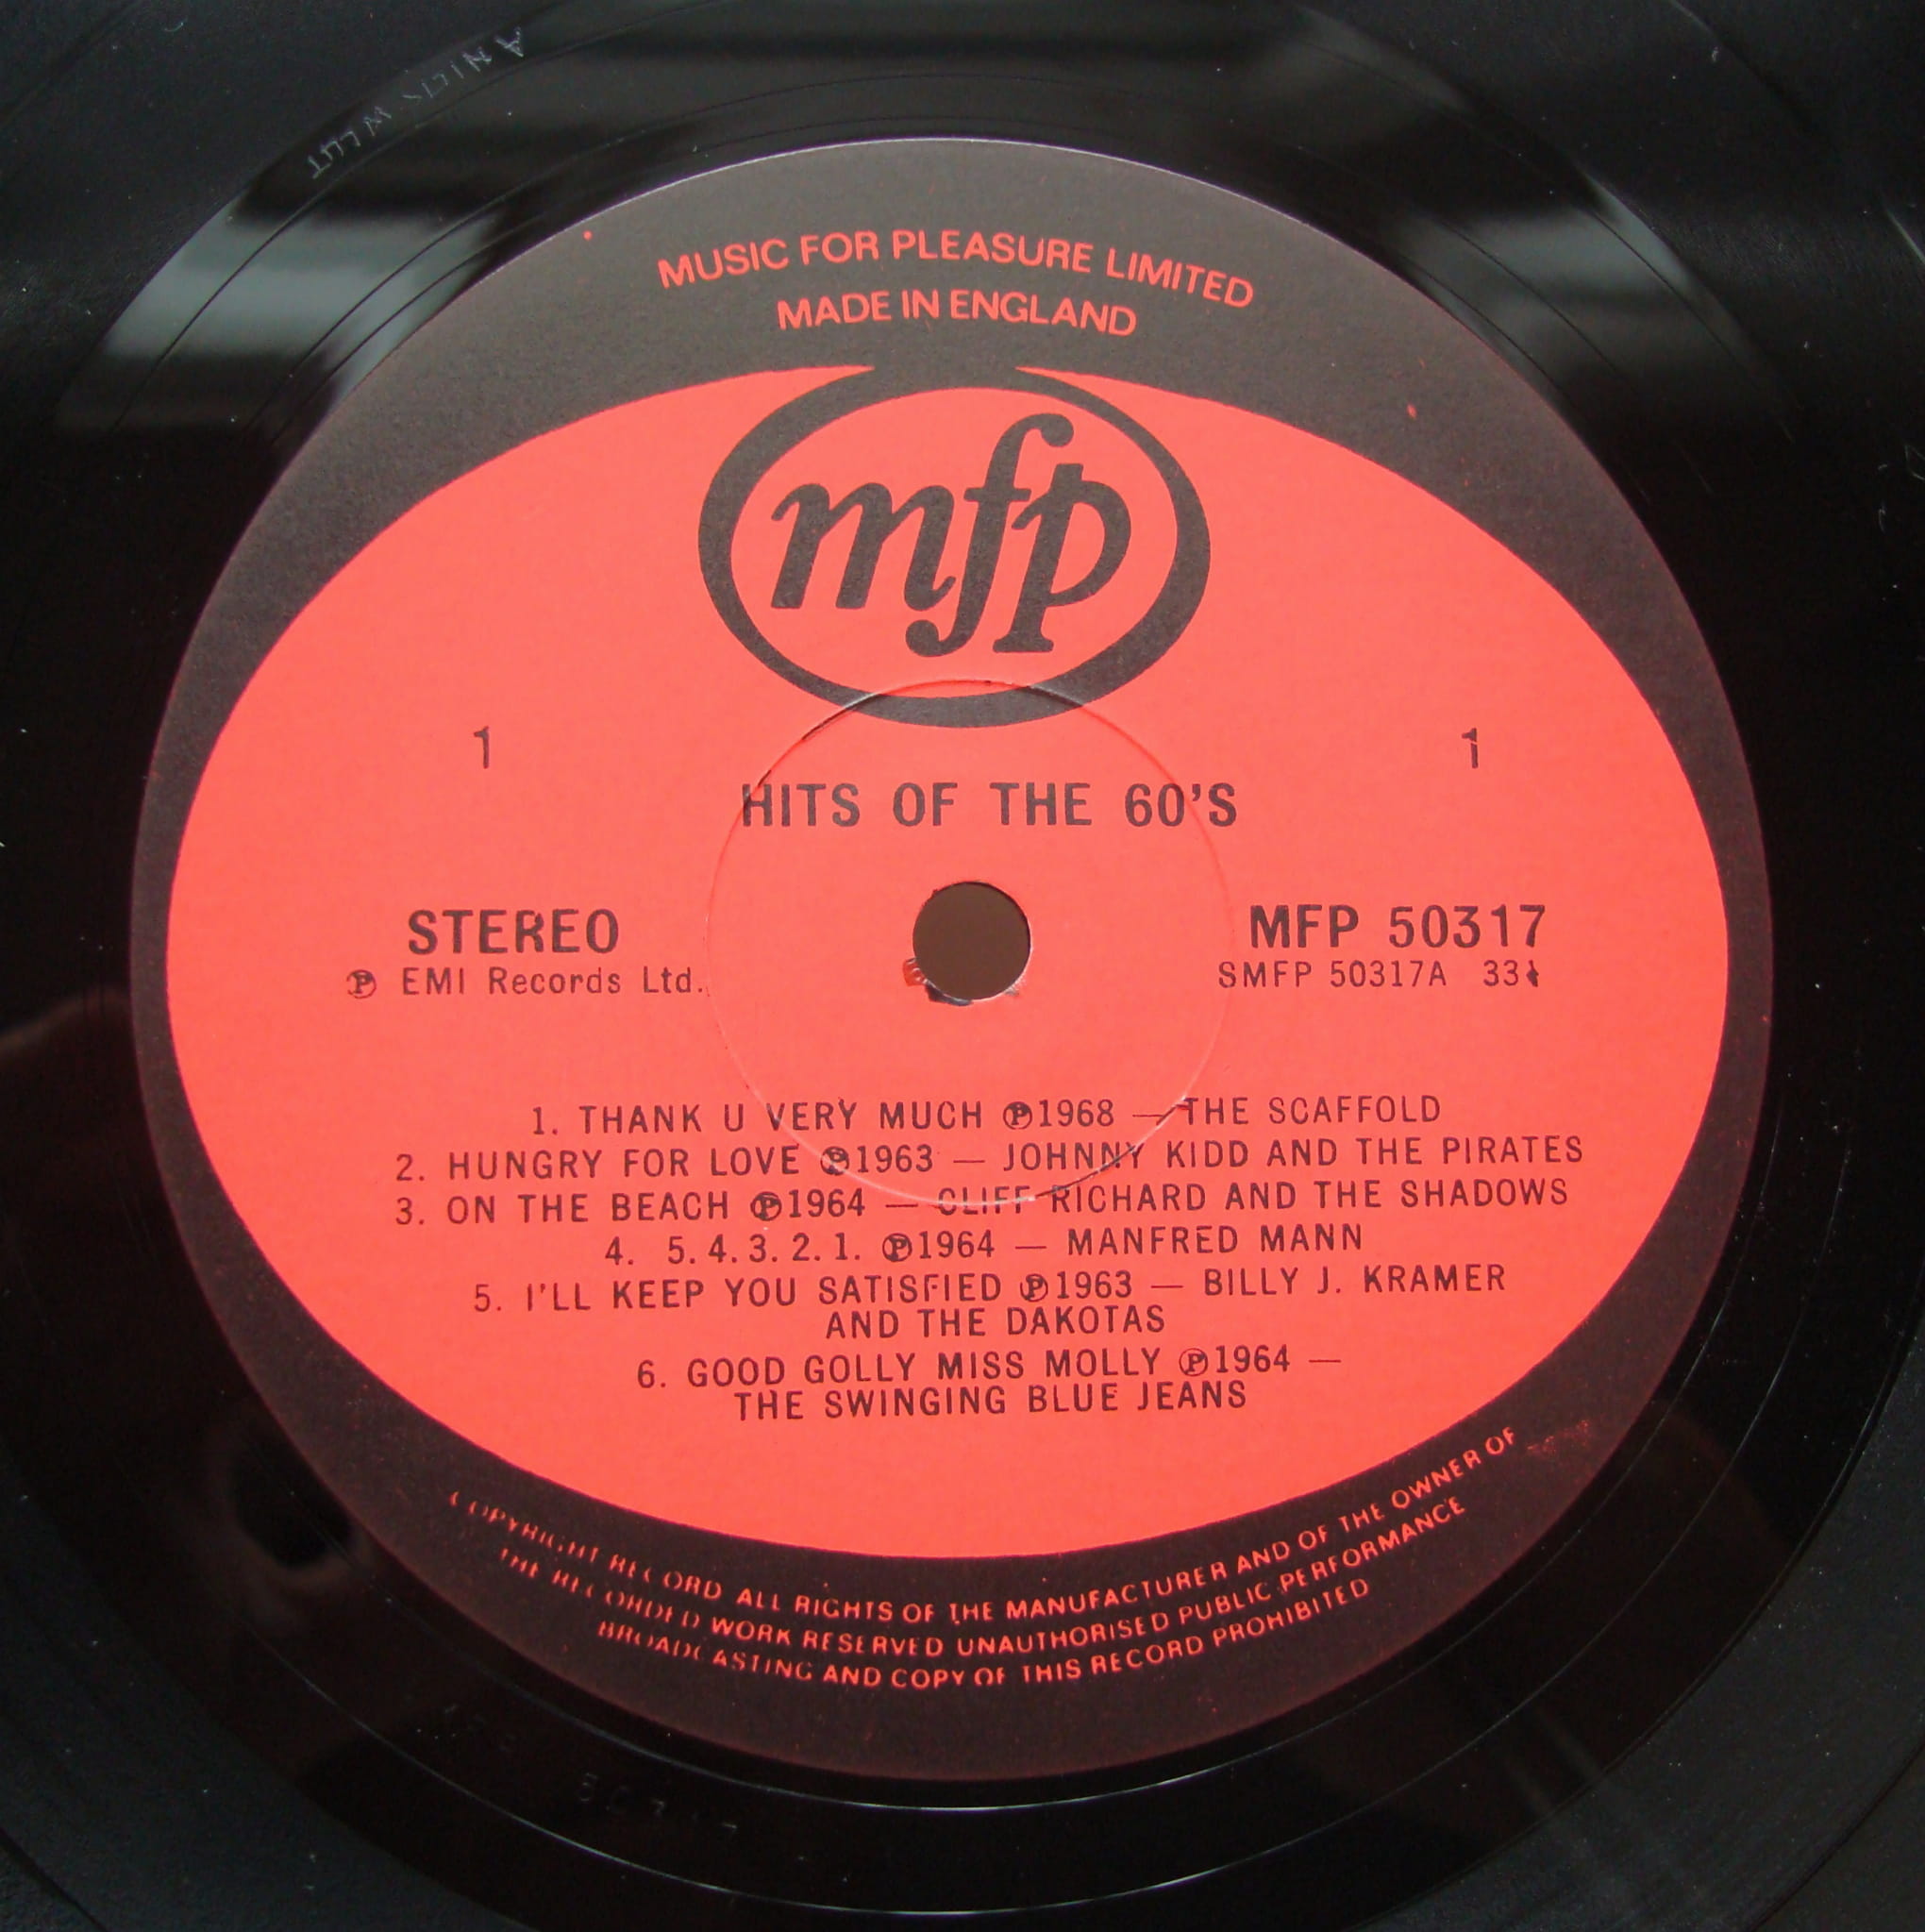 MUSIC FOR PLEASURE LIMITED
MADE IN ENGLAND
mfp
1 1
HITS OF THE 60'S
STEREO MFP 50317
℗ EMI Records Ltd. SMFP 50317A 33⅓
1. THANK U VERY MUCH ℗1968 — THE SCAFFOLD
2. HUNGRY FOR LOVE ℗1963 — JOHNNY KIDD AND THE PIRATES
3. ON THE BEACH ℗1964 — CLIFF RICHARD AND THE SHADOWS
4. 5.4.3.2.1. ℗1964 — MANFRED MANN
5. I'LL KEEP YOU SATISFIED ℗1963 — BILLY J. KRAMER
AND THE DAKOTAS
6. GOOD GOLLY MISS MOLLY ℗1964 —
THE SWINGING BLUE JEANS
COPYRIGHT RECORD ALL RIGHTS OF THE MANUFACTURER AND OF THE OWNER OF
THE RECORDED WORK RESERVED UNAUTHORISED PUBLIC PERFORMANCE
BROADCASTING AND COPY OF THIS RECORD PROHIBITED